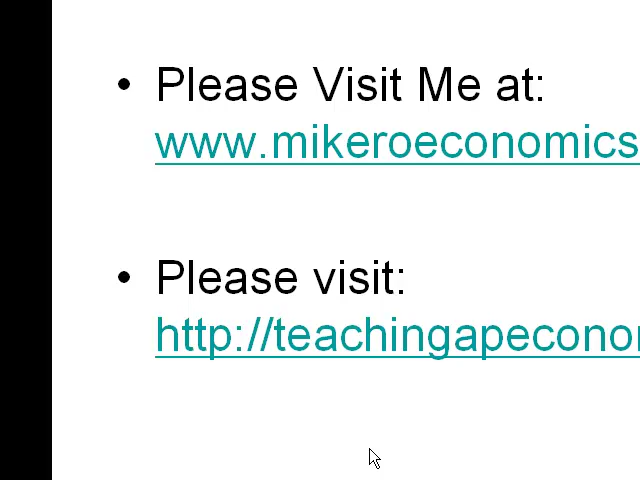 • Please Visit Me at:
www.mikeroeconomics
• Please visit:
http://teachingapecono